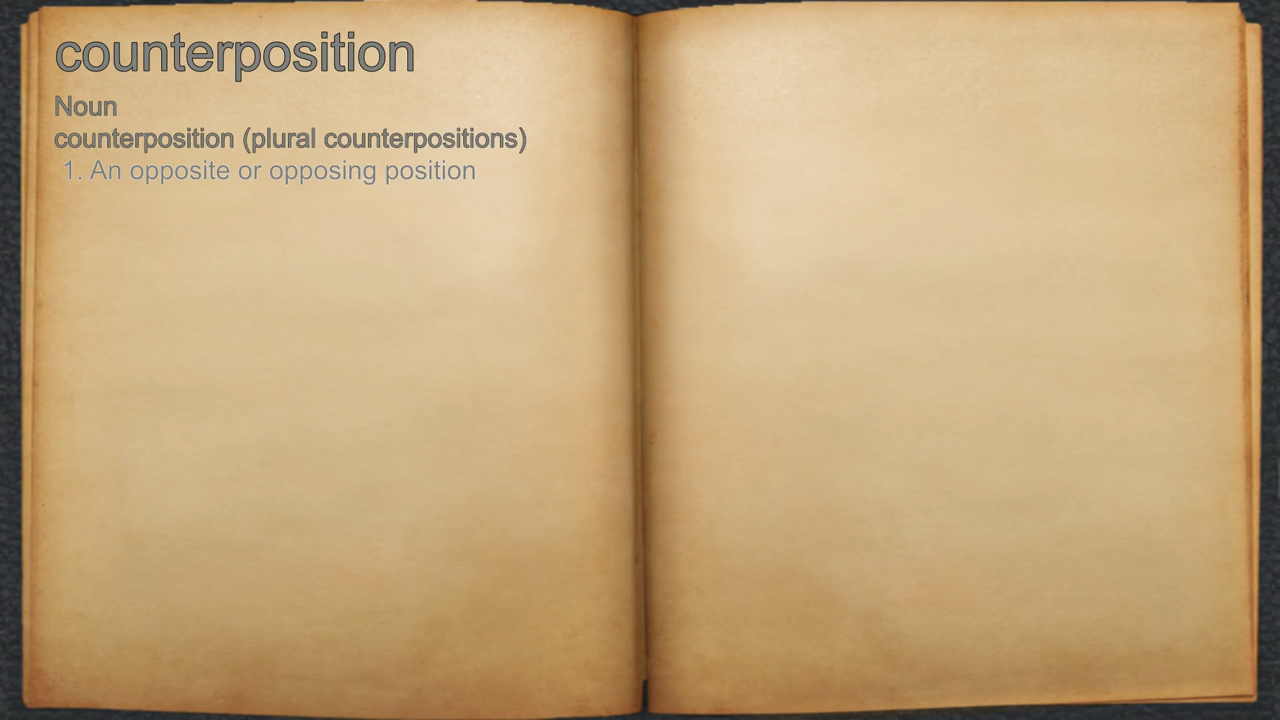 counterposition
Noun
counterposition (plural counterpositions)
1. An opposite or opposing position